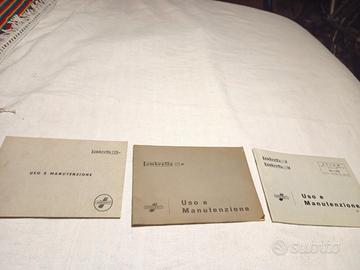 Lambretta
USO E MANUTENZIONE
Lambretta
Uso e
Manutenzione
Lambretta
Lambretta
Uso e
Manutenzione
subito